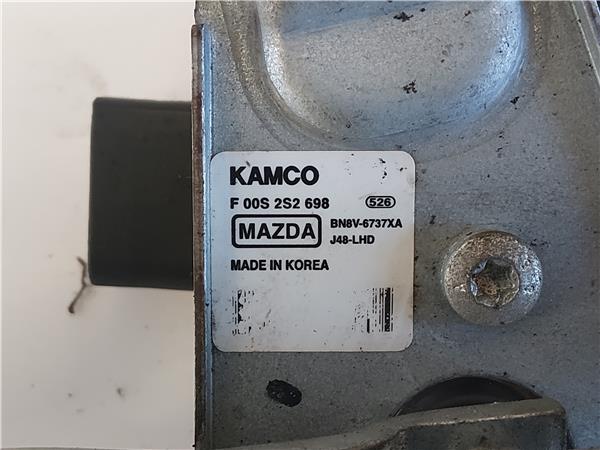 KAMCO
F 00S 2S2 698 526
MAZDA BN8V-6737XA
J48-LHD
MADE IN KOREA